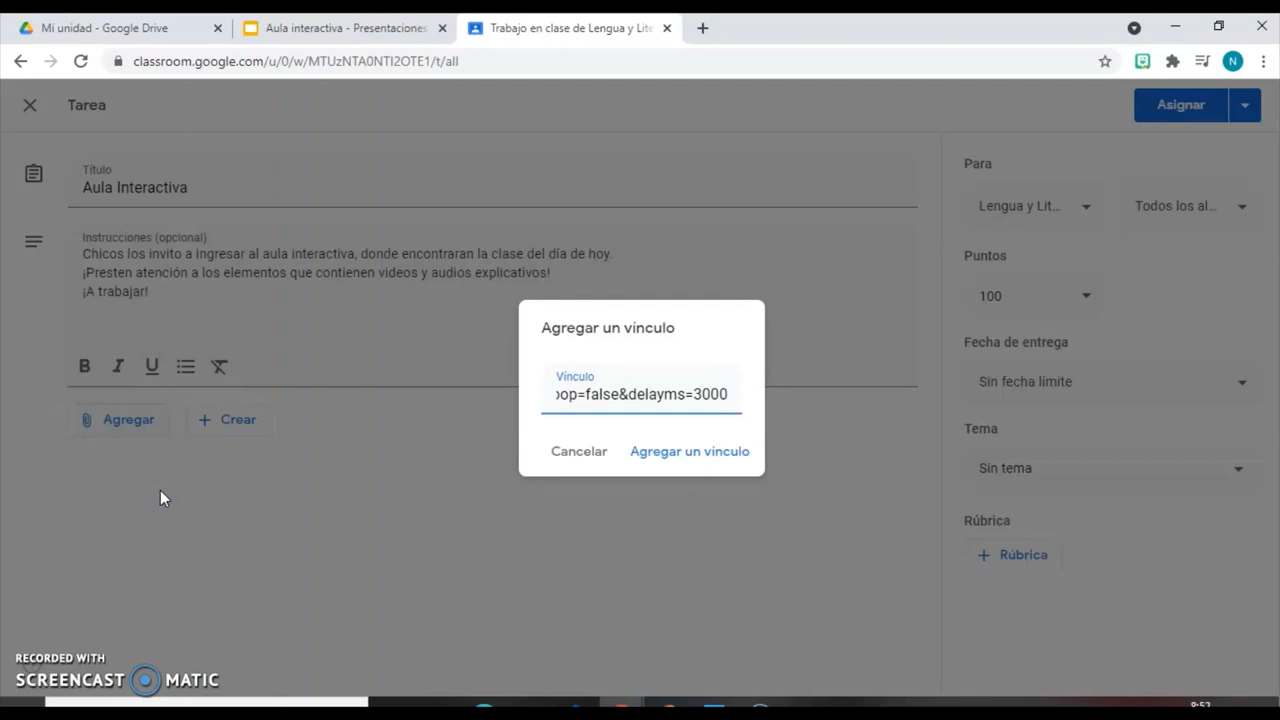 Mi unidad - Google Drive
Aula interactiva - Presentaciones
Trabajo en clase de Lengua y Lite
classroom.google.com/u/0/w/MTUzNTA0NTI2OTE1/t/all
N
Tarea
Asignar
Título
Aula Interactiva
Instrucciones (opcional)
Chicos los invito a ingresar al aula interactiva, donde encontraran la clase del día de hoy.
¡Presten atención a los elementos que contienen videos y audios explicativos!
¡A trabajar!
B I U
Agregar
Crear
Agregar un vínculo
Vínculo
oop=false&delayms=3000
Cancelar
Agregar un vínculo
Para
Lengua y Lit...
Todos los al...
Puntos
100
Fecha de entrega
Sin fecha límite
Tema
Sin tema
Rúbrica
Rúbrica
RECORDED WITH
SCREENCAST MATIC
8:52